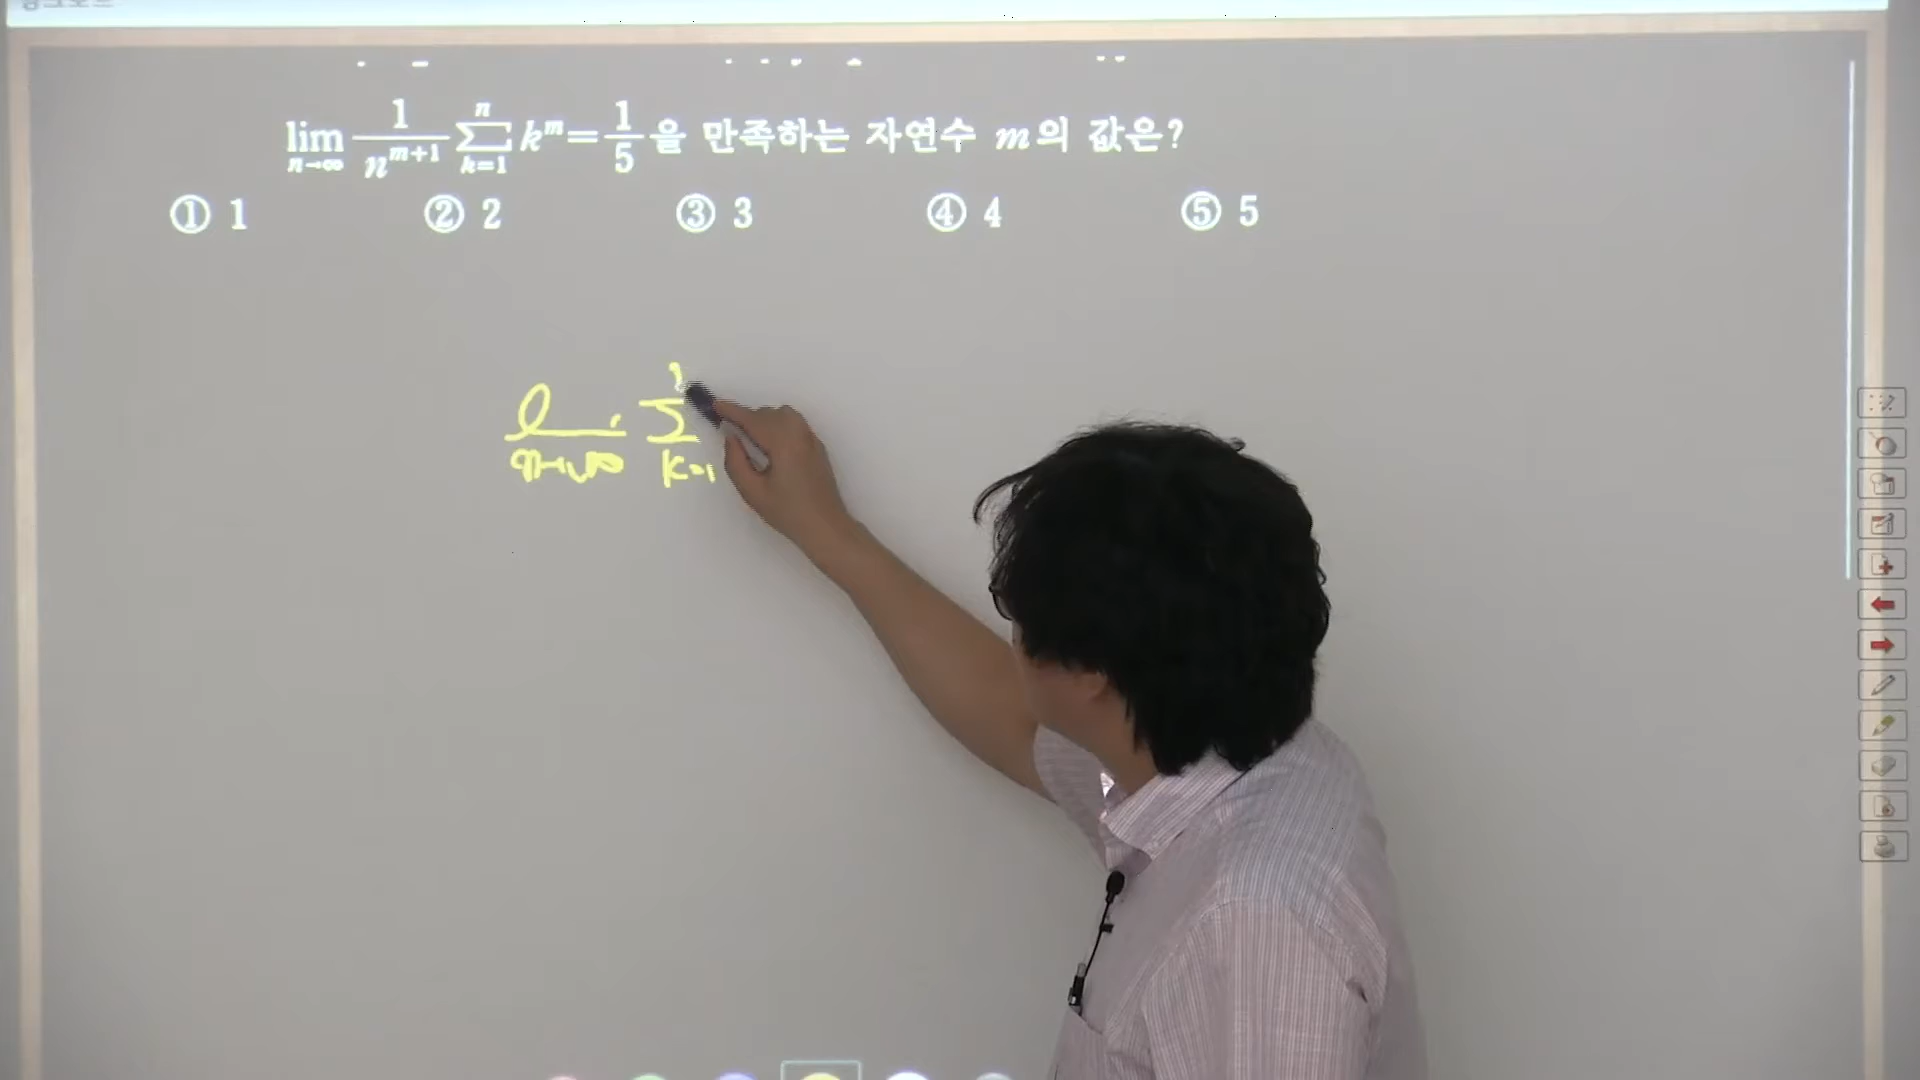 lim n→∞ 1/n^{m+1} ∑_{k=1}^{n} k^m = 1/5 을 만족하는 자연수 m의 값은?
① 1 ② 2 ③ 3 ④ 4 ⑤ 5
lim n→∞ ∑ k=1